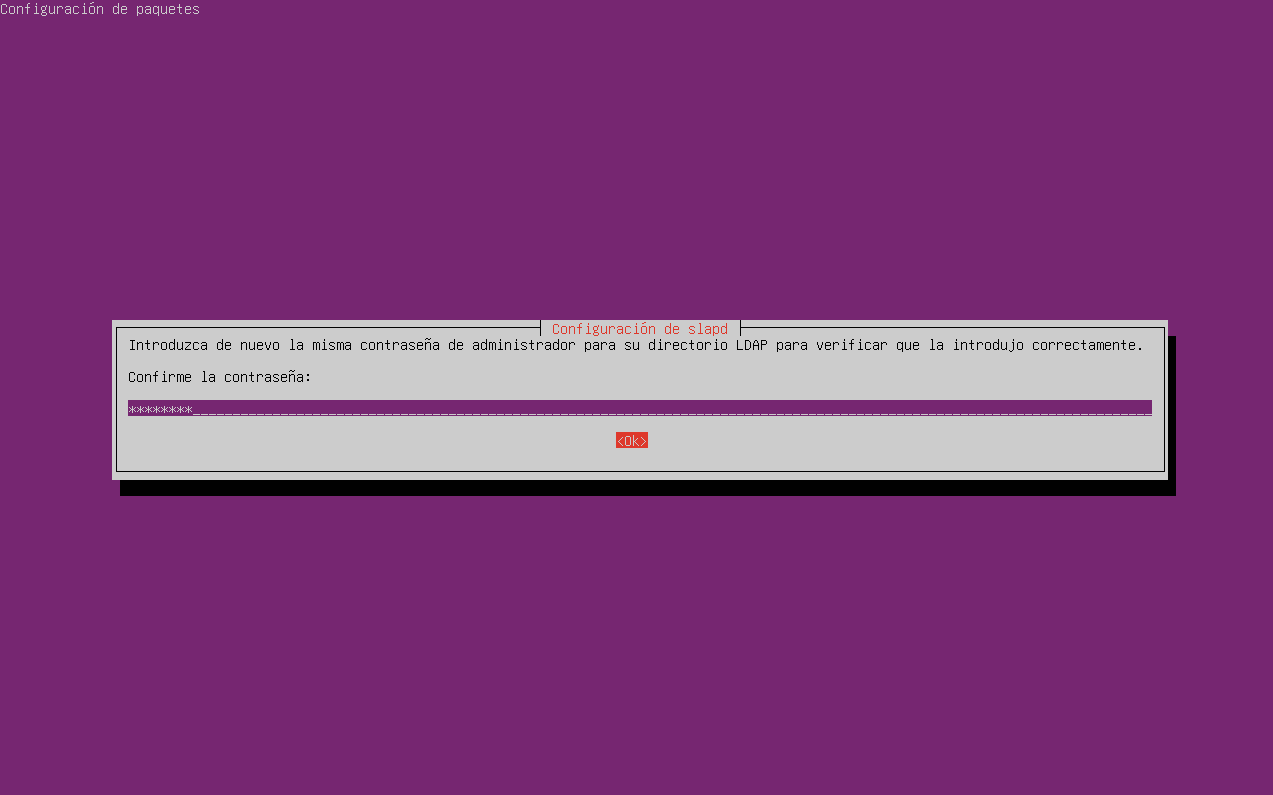 Configuración de paquetes
Configuración de slapd
Introduzca de nuevo la misma contraseña de administrador para su directorio LDAP para verificar que la introdujo correctamente.
Confirme la contraseña:
********
<Ok>